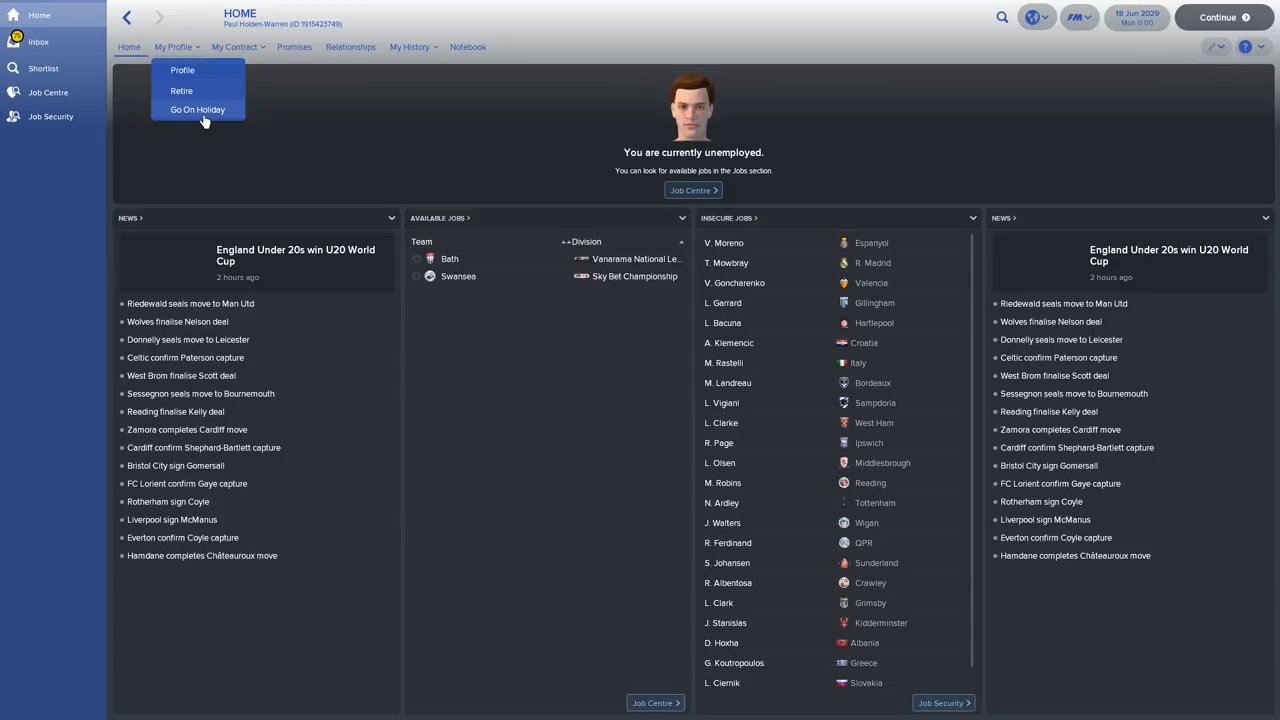 Home
75
Inbox
Shortlist
Job Centre
Job Security
HOME
Paul Holden-Warren (ID:1915423749)
FM
18 Jun 2029
Mon 0:00
Continue
Home
My Profile
My Contract
Promises
Relationships
My History
Notebook
?
Profile
Retire
Go On Holiday
You are currently unemployed.
You can look for available jobs in the Jobs section.
Job Centre >
NEWS >
England Under 20s win U20 World
Cup
2 hours ago
Riedewald seals move to Man Utd
Wolves finalise Nelson deal
Donnelly seals move to Leicester
Celtic confirm Paterson capture
West Brom finalise Scott deal
Sessegnon seals move to Bournemouth
Reading finalise Kelly deal
Zamora completes Cardiff move
Cardiff confirm Shephard-Bartlett capture
Bristol City sign Gomersall
FC Lorient confirm Gaye capture
Rotherham sign Coyle
Liverpool sign McManus
Everton confirm Coyle capture
Hamdane completes Châteauroux move
AVAILABLE JOBS >
Team Division
Bath Vanarama National Le...
Swansea Sky Bet Championship
Job Centre >
INSECURE JOBS >
V. Moreno Espanyol
T. Mowbray R. Madrid
V. Goncharenko Valencia
L. Garrard Gillingham
L. Bacuna Hartlepool
A. Klemencic Croatia
M. Rastelli Italy
M. Landreau Bordeaux
L. Vigiani Sampdoria
L. Clarke West Ham
R. Page Ipswich
L. Olsen Middlesbrough
M. Robins Reading
N. Ardley Tottenham
J. Walters Wigan
R. Ferdinand QPR
S. Johansen Sunderland
R. Albentosa Crawley
L. Clark Grimsby
J. Stanislas Kidderminster
D. Hoxha Albania
G. Koutropoulos Greece
L. Ciernik Slovakia
Job Security >
NEWS >
England Under 20s win U20 World
Cup
2 hours ago
Riedewald seals move to Man Utd
Wolves finalise Nelson deal
Donnelly seals move to Leicester
Celtic confirm Paterson capture
West Brom finalise Scott deal
Sessegnon seals move to Bournemouth
Reading finalise Kelly deal
Zamora completes Cardiff move
Cardiff confirm Shephard-Bartlett capture
Bristol City sign Gomersall
FC Lorient confirm Gaye capture
Rotherham sign Coyle
Liverpool sign McManus
Everton confirm Coyle capture
Hamdane completes Châteauroux move